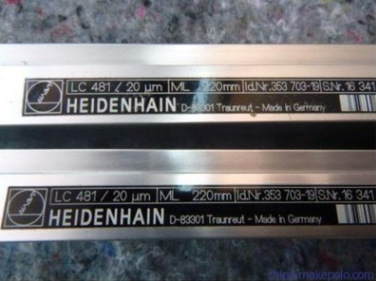 LC 481 / 20 µm ML 220mm Id.Nr.353 703-19 S.Nr. 16 341
HEIDENHAIN D-83301 Traunreut - Made in Germany
LC 481 / 20 µm ML 220mm Id.Nr.353 703-19 S.Nr. 16 341
HEIDENHAIN D-83301 Traunreut - Made in Germany